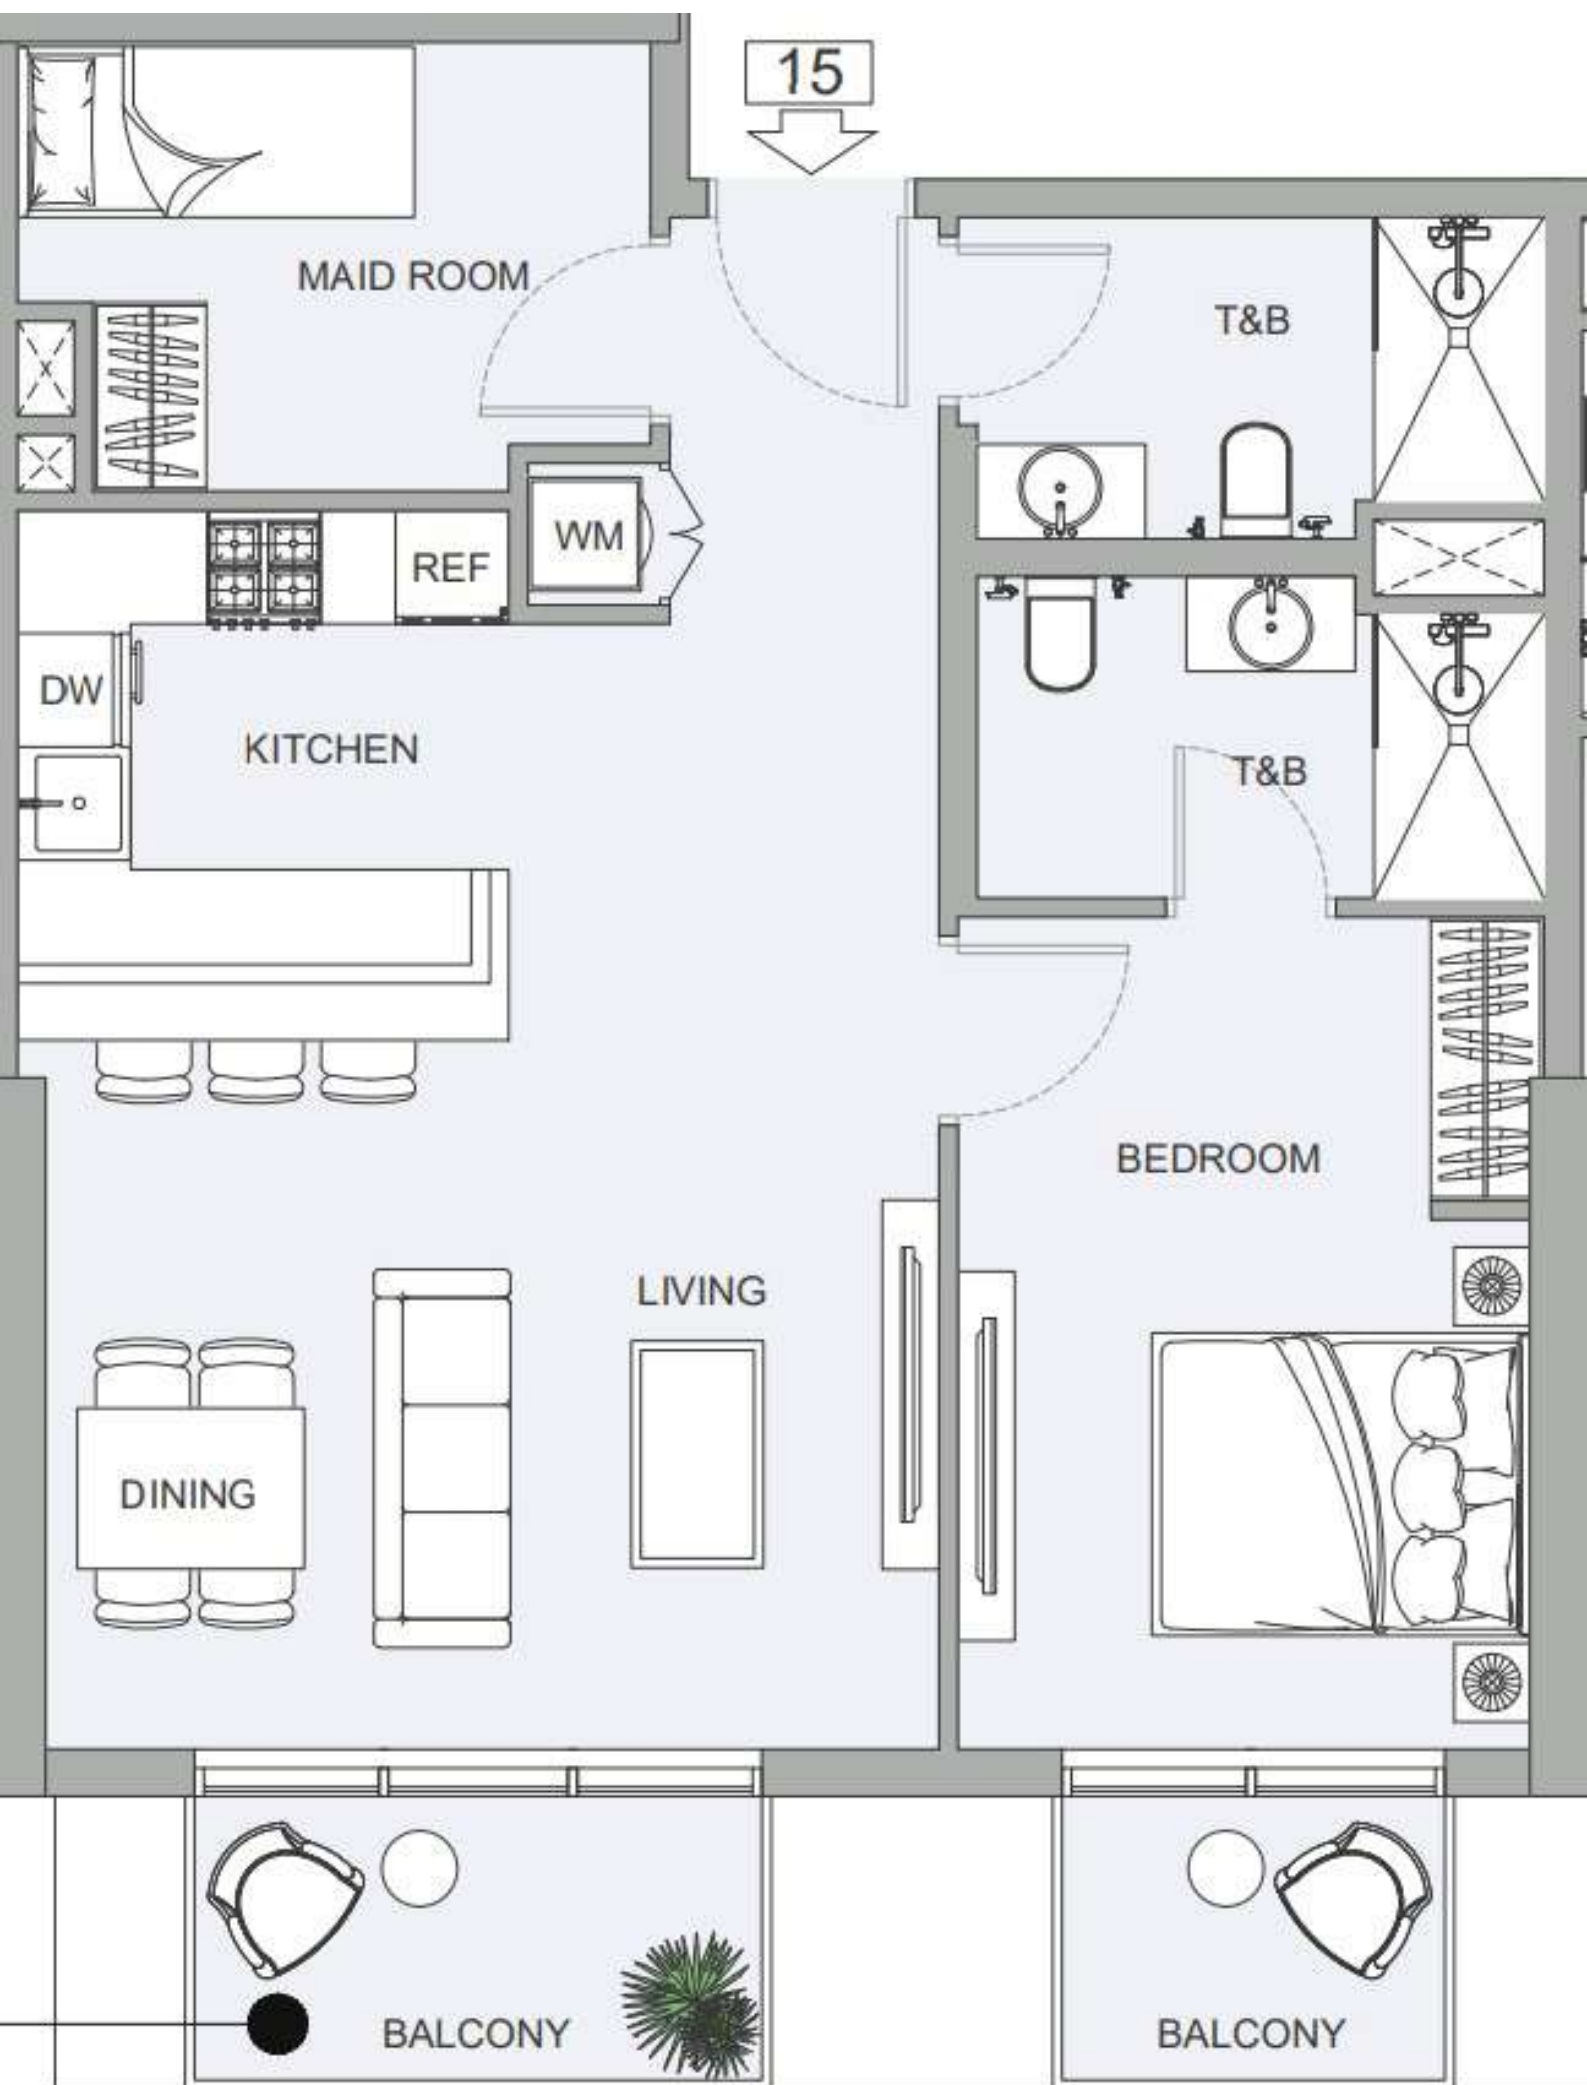 15
MAID ROOM
T&B
WM
REF
DW
KITCHEN
T&B
BEDROOM
LIVING
DINING
BALCONY
BALCONY